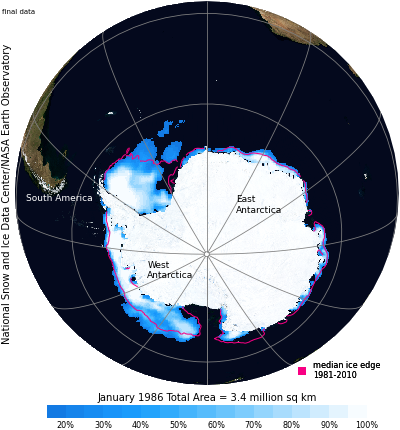 final data
National Snow and Ice Data Center/NASA Earth Observatory
South America
East
Antarctica
West
Antarctica
median ice edge
1981-2010
January 1986 Total Area = 3.4 million sq km
20% 30% 40% 50% 60% 70% 80% 90% 100%